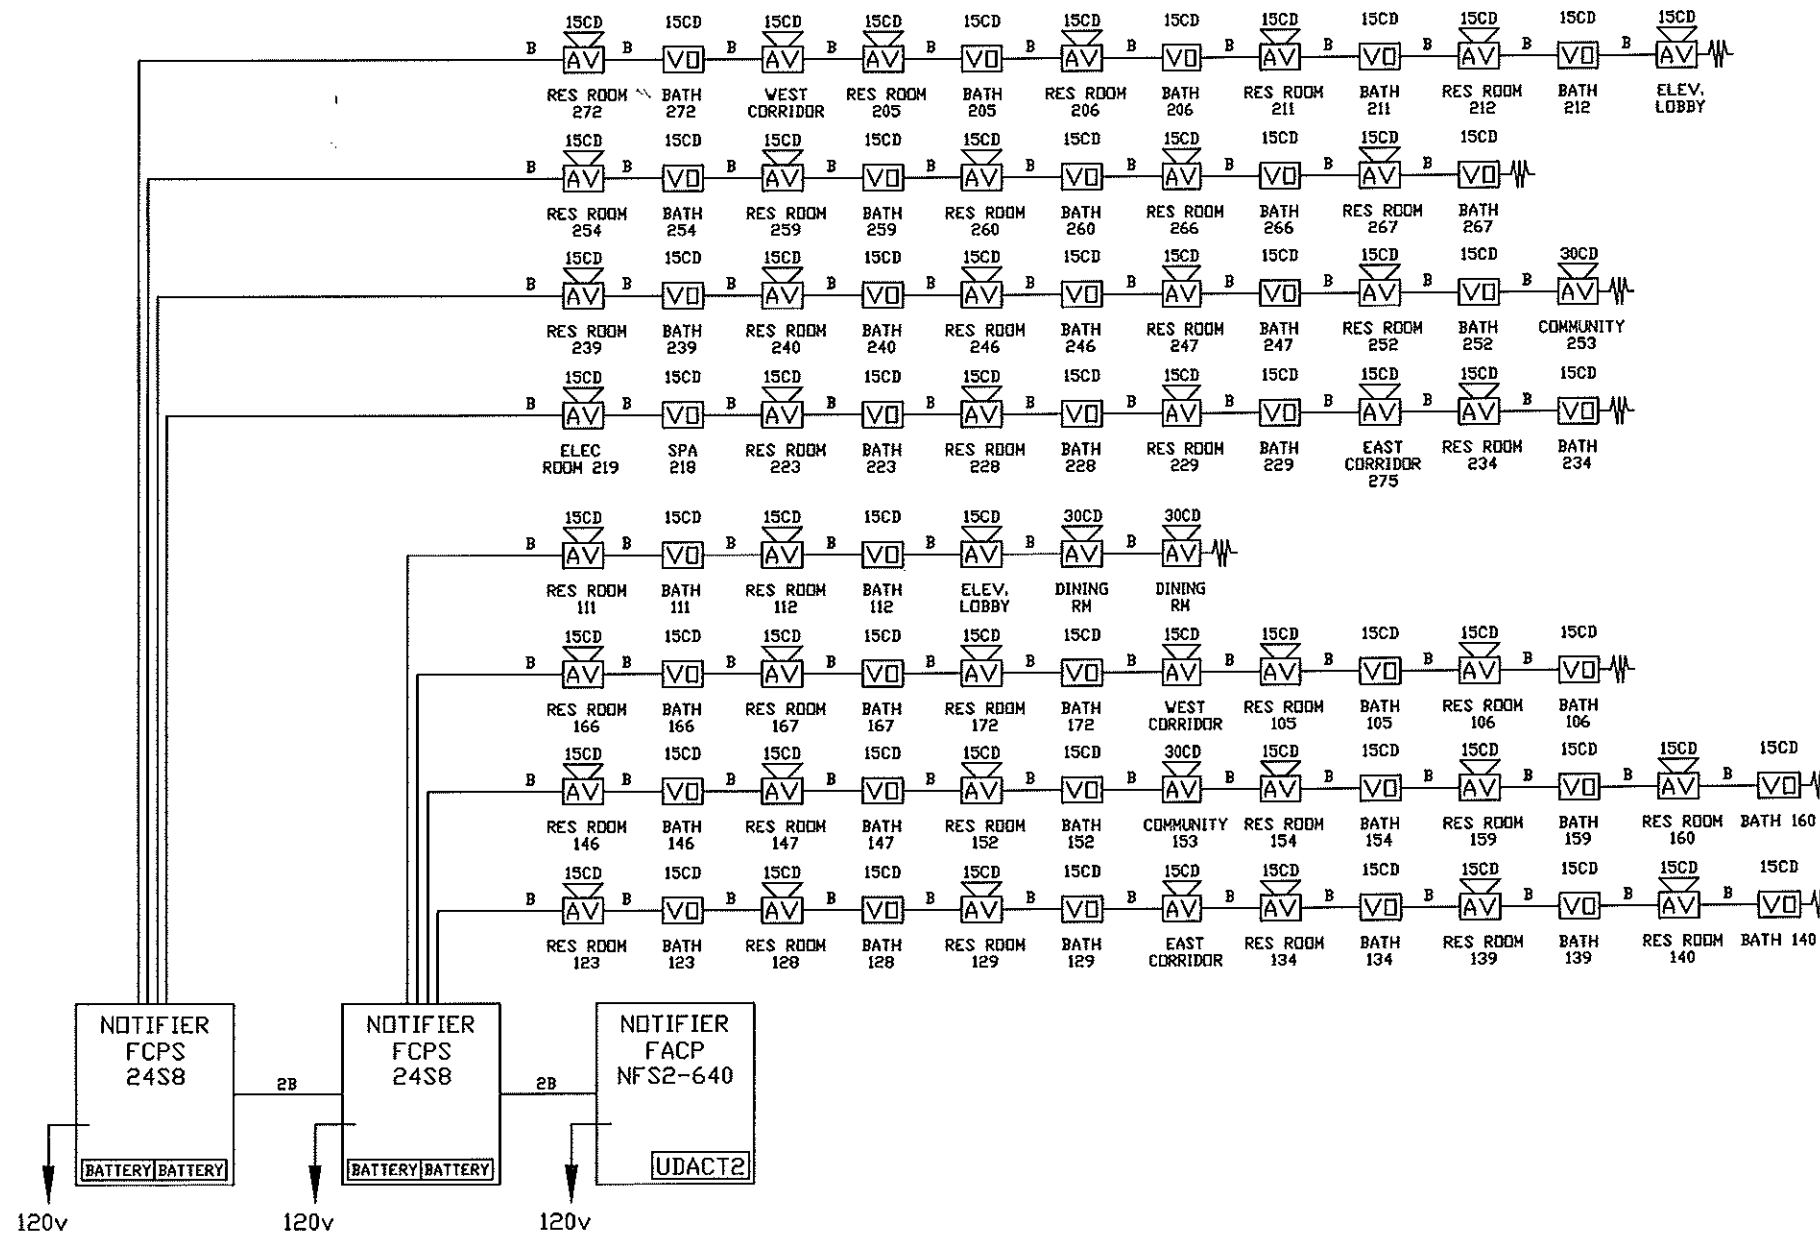 15CD 15CD 15CD 15CD 15CD 15CD 15CD 15CD 15CD 15CD 15CD 15CD
B AV B VO B AV B AV B VO B AV B VO B AV B VO B AV B VO B AV
RES ROOM BATH WEST RES ROOM BATH RES ROOM BATH RES ROOM BATH RES ROOM BATH ELEV.
272 272 CORRIDOR 205 205 206 206 211 211 212 212 LOBBY
15CD 15CD 15CD 15CD 15CD 15CD 15CD 15CD 15CD 15CD
B AV B VO B AV B VO B AV B VO B AV B VO B AV B VO
RES ROOM BATH RES ROOM BATH RES ROOM BATH RES ROOM BATH RES ROOM BATH
254 254 259 259 260 260 266 266 267 267
15CD 15CD 15CD 15CD 15CD 15CD 15CD 15CD 15CD 15CD 30CD
B AV B VO B AV B VO B AV B VO B AV B VO B AV B VO B AV
RES ROOM BATH RES ROOM BATH RES ROOM BATH RES ROOM BATH RES ROOM BATH COMMUNITY
239 239 240 240 246 246 247 247 252 252 253
15CD 15CD 15CD 15CD 15CD 15CD 15CD 15CD 15CD 15CD 15CD
B AV B VO B AV B VO B AV B VO B AV B VO B AV B AV B VO
ELEC SPA RES ROOM BATH RES ROOM BATH RES ROOM BATH EAST RES ROOM BATH
ROOM 219 218 223 223 228 228 229 229 CORRIDOR 234 234
275
15CD 15CD 15CD 15CD 15CD 30CD 30CD
B AV B VO B AV B VO B AV B AV B AV
RES ROOM BATH RES ROOM BATH ELEV. DINING DINING
111 111 112 112 LOBBY RM RM
15CD 15CD 15CD 15CD 15CD 15CD 15CD 15CD 15CD 15CD 15CD
B AV B VO B AV B VO B AV B VO B AV B AV B VO B AV B VO
RES ROOM BATH RES ROOM BATH RES ROOM BATH WEST RES ROOM BATH RES ROOM BATH
166 166 167 167 172 172 CORRIDOR 105 105 106 106
15CD 15CD 15CD 15CD 15CD 15CD 30CD 15CD 15CD 15CD 15CD 15CD 15CD
B AV B VO B AV B VO B AV B VO B AV B AV B VO B AV B VO B AV B VO
RES ROOM BATH RES ROOM BATH RES ROOM BATH COMMUNITY RES ROOM BATH RES ROOM BATH RES ROOM BATH 160
146 146 147 147 152 152 153 154 154 159 159 160
15CD 15CD 15CD 15CD 15CD 15CD 15CD 15CD 15CD 15CD 15CD 15CD 15CD
B AV B VO B AV B VO B AV B VO B AV B AV B VO B AV B VO B AV B VO
RES ROOM BATH RES ROOM BATH RES ROOM BATH EAST RES ROOM BATH RES ROOM BATH RES ROOM BATH 140
123 123 128 128 129 129 CORRIDOR 134 134 139 139 140
NOTIFIER
FCPS
24S8
BATTERY BATTERY
120v
2B
NOTIFIER
FCPS
24S8
BATTERY BATTERY
120v
2B
NOTIFIER
FACP
NFS2-640
UDACT2
120v